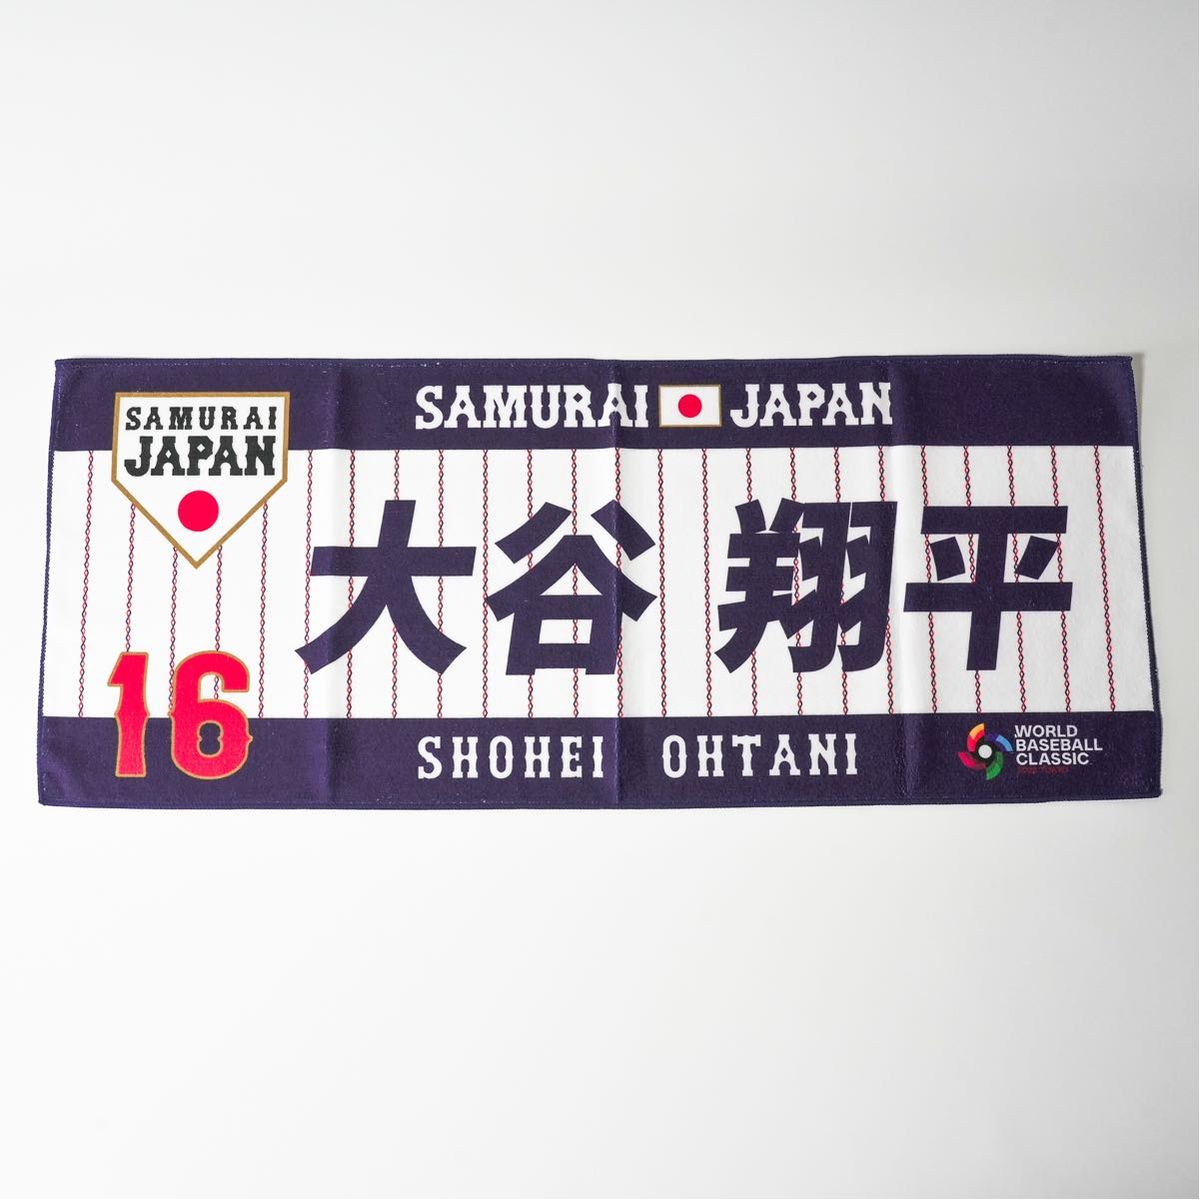 SAMURAI JAPAN
SAMURAI
JAPAN
大谷 翔平
16
SHOHEI OHTANI
WORLD
BASEBALL
CLASSIC